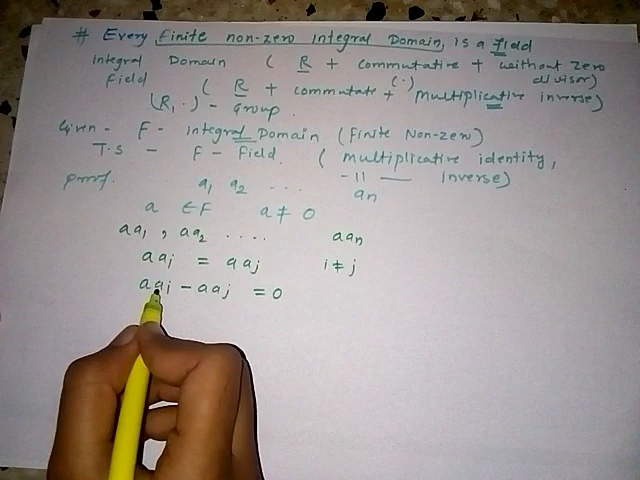 # Every finite non-zero integral Domain, is a field
Integral Domain ( R + commutative + without zero divisor)
Field ( R + commutate + (·) multiplicative inverse)
(R, ·) - Group.
Given - F - Integral Domain (Finite Non-zero)
T.S - F - Field. ( multiplicative identity,
-11- inverse)
proof. a1 a2 ... an
a ∈F a ≠ 0
aa1, aa2 .... aan
aai = aaj i ≠ j
aai - aaj = 0